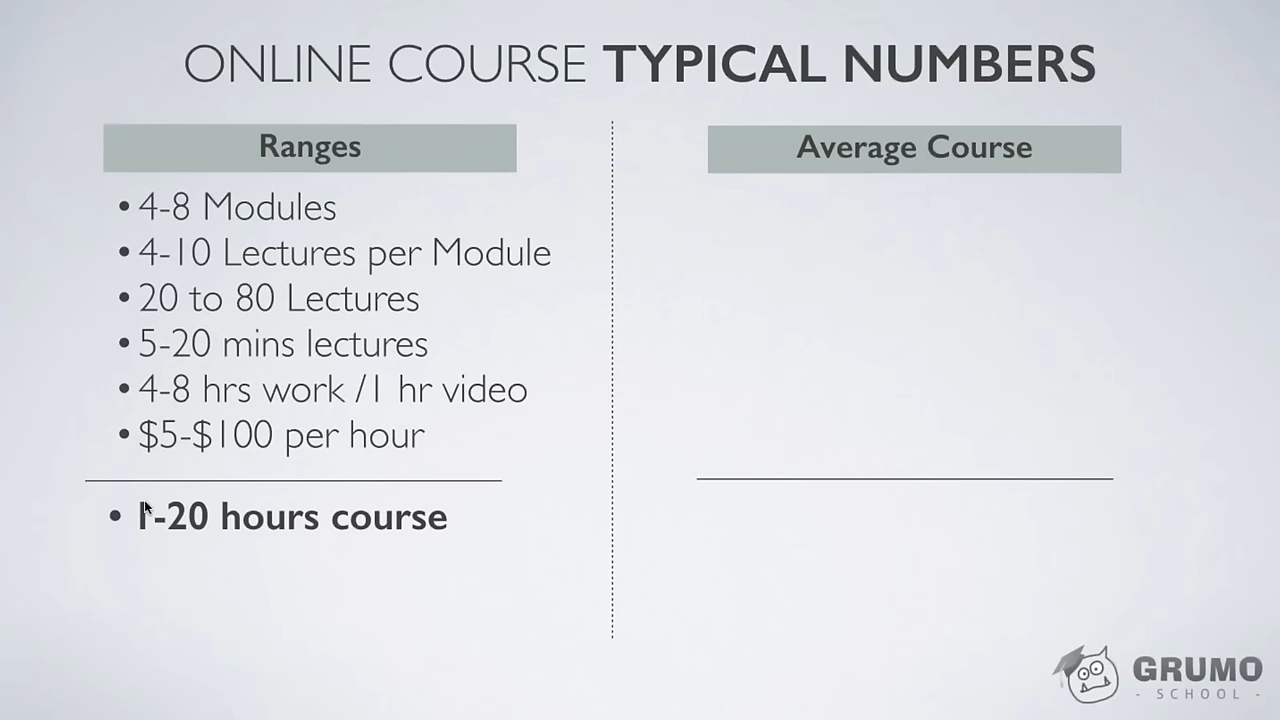 ONLINE COURSE TYPICAL NUMBERS
Ranges
• 4-8 Modules
• 4-10 Lectures per Module
• 20 to 80 Lectures
• 5-20 mins lectures
• 4-8 hrs work /1 hr video
• $5-$100 per hour
• 1-20 hours course
Average Course
GRUMO
- SCHOOL -